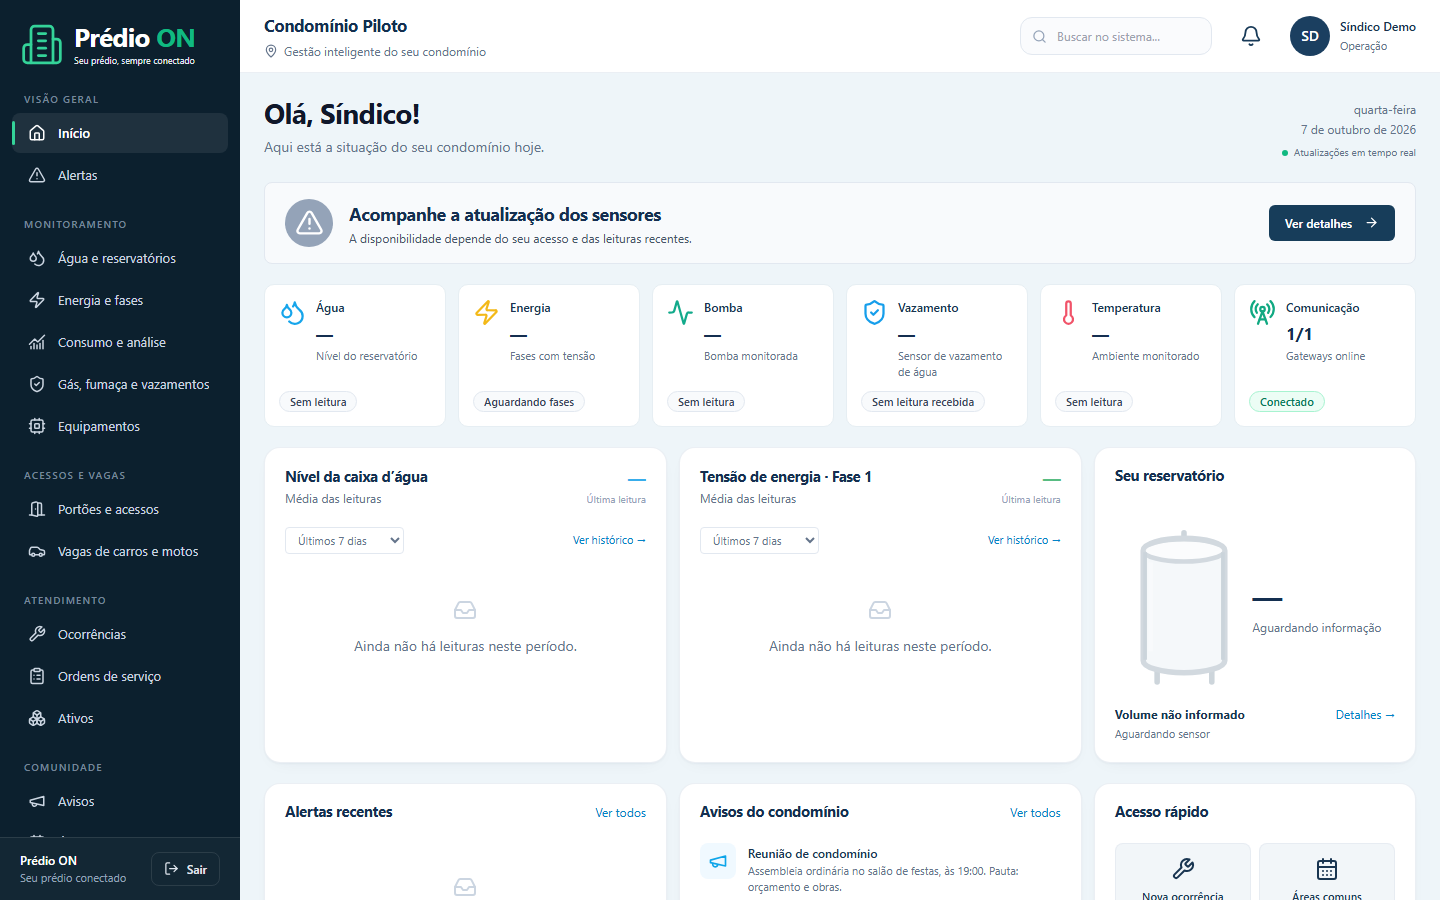 Prédio ON
Seu prédio, sempre conectado
VISÃO GERAL
Início
Alertas
MONITORAMENTO
Água e reservatórios
Energia e fases
Consumo e análise
Gás, fumaça e vazamentos
Equipamentos
ACESSOS E VAGAS
Portões e acessos
Vagas de carros e motos
ATENDIMENTO
Ocorrências
Ordens de serviço
Ativos
COMUNIDADE
Avisos
Prédio ON
Seu prédio conectado
Sair
Condomínio Piloto
Gestão inteligente do seu condomínio
Buscar no sistema...
SD
Síndico Demo
Operação
Olá, Síndico!
Aqui está a situação do seu condomínio hoje.
quarta-feira
7 de outubro de 2026
Atualizações em tempo real
Acompanhe a atualização dos sensores
A disponibilidade depende do seu acesso e das leituras recentes.
Ver detalhes →
Água
—
Nível do reservatório
Sem leitura
Energia
—
Fases com tensão
Aguardando fases
Bomba
—
Bomba monitorada
Sem leitura
Vazamento
—
Sensor de vazamento
de água
Sem leitura recebida
Temperatura
—
Ambiente monitorado
Sem leitura
Comunicação
1/1
Gateways online
Conectado
Nível da caixa d’água
—
Média das leituras
Última leitura
Últimos 7 dias
Ver histórico →
Ainda não há leituras neste período.
Tensão de energia · Fase 1
—
Média das leituras
Última leitura
Últimos 7 dias
Ver histórico →
Ainda não há leituras neste período.
Seu reservatório
—
Aguardando informação
Volume não informado
Detalhes →
Aguardando sensor
Alertas recentes
Ver todos
Avisos do condomínio
Ver todos
Reunião de condomínio
Assembleia ordinária no salão de festas, às 19:00. Pauta:
orçamento e obras.
Acesso rápido
Nova ocorrência
Áreas comuns